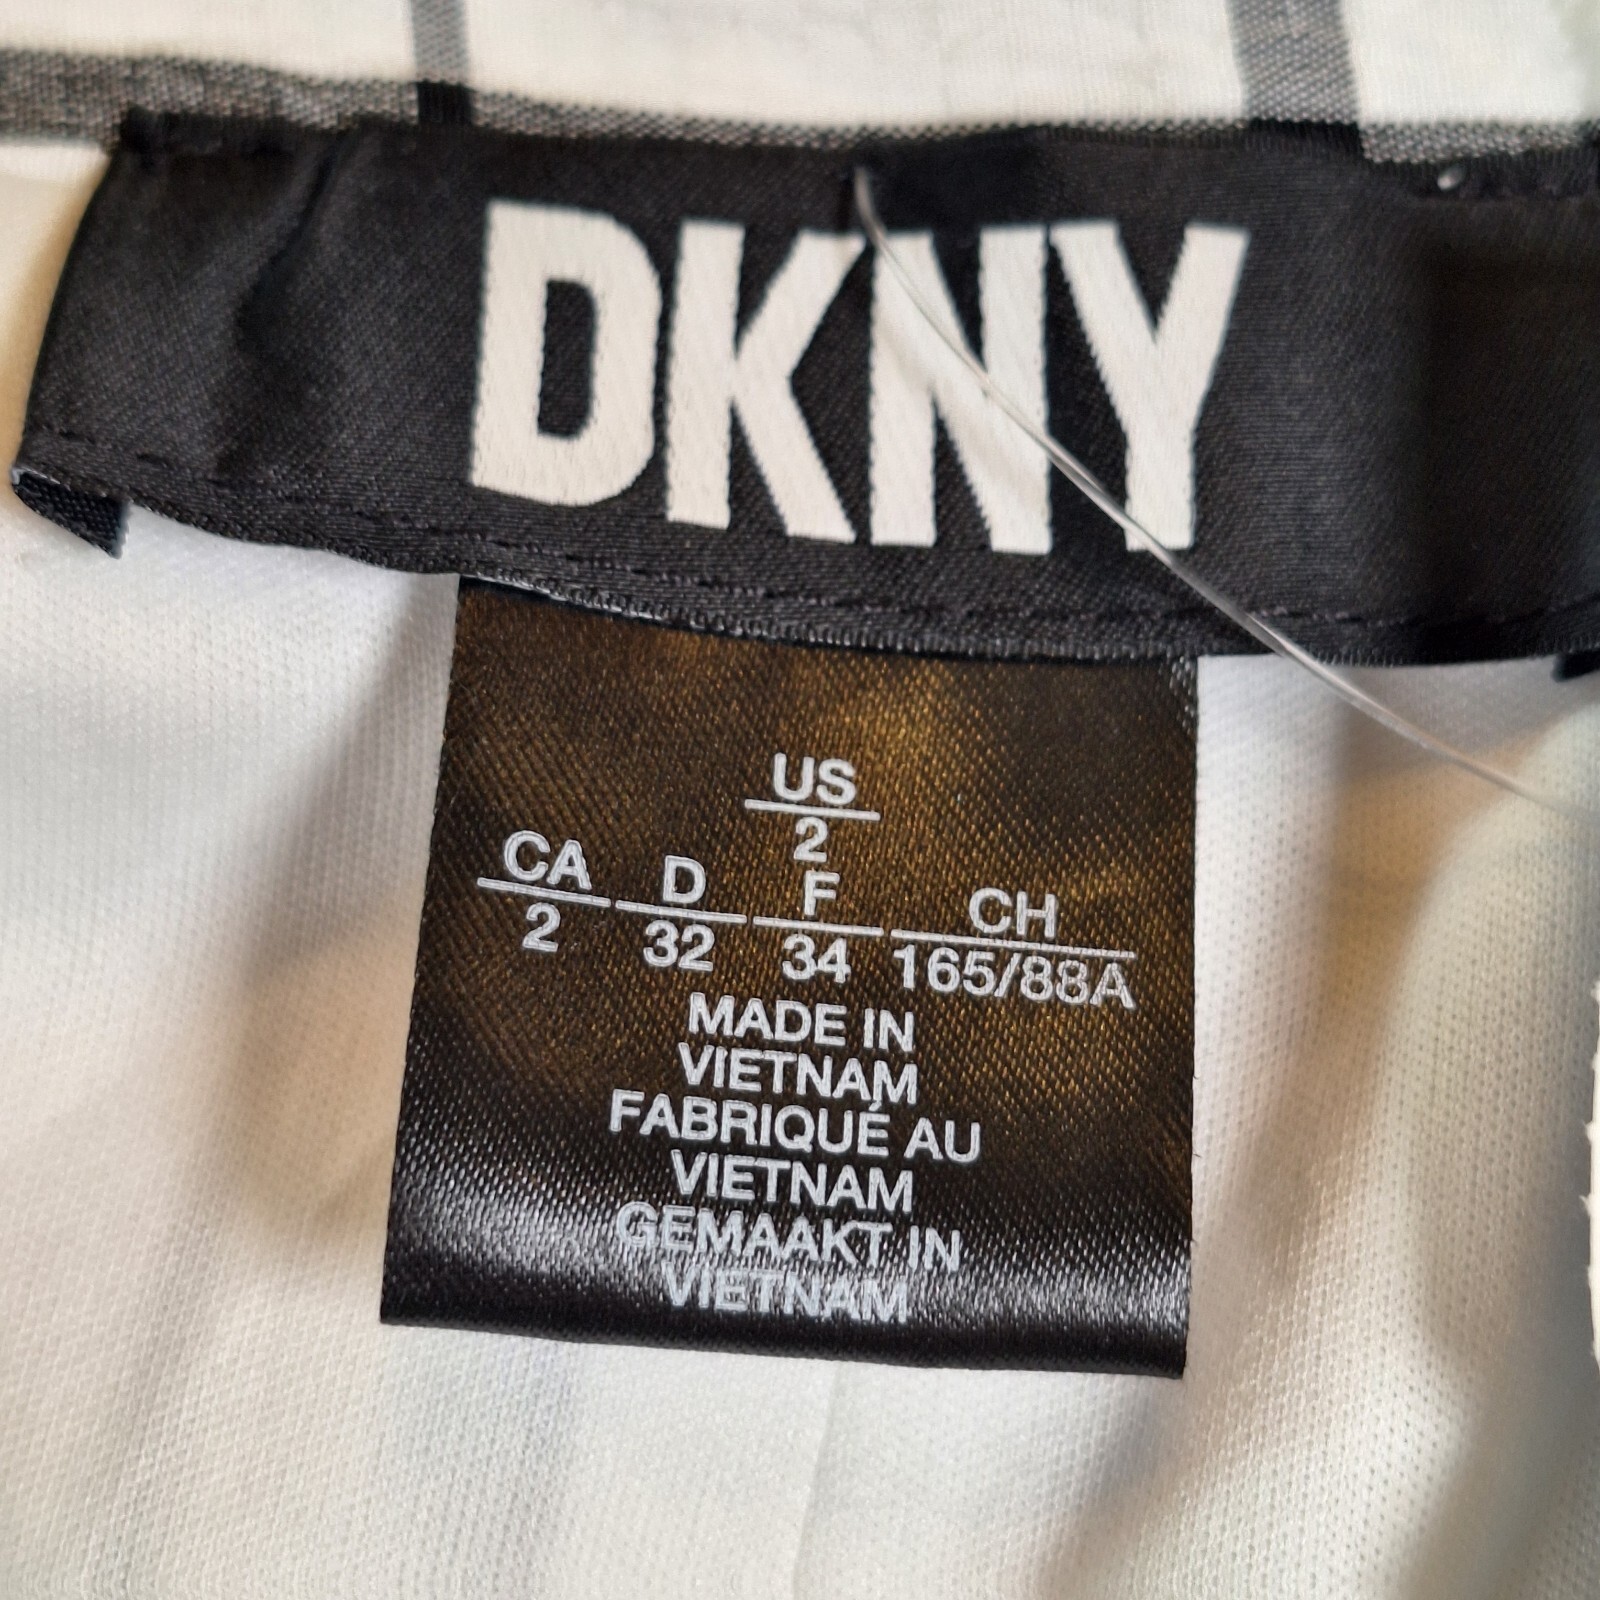 DKNY
US
2
CA D F CH
2 32 34 165/88A
MADE IN
VIETNAM
FABRIQUÉ AU
VIETNAM
GEMAAKT IN
VIETNAM